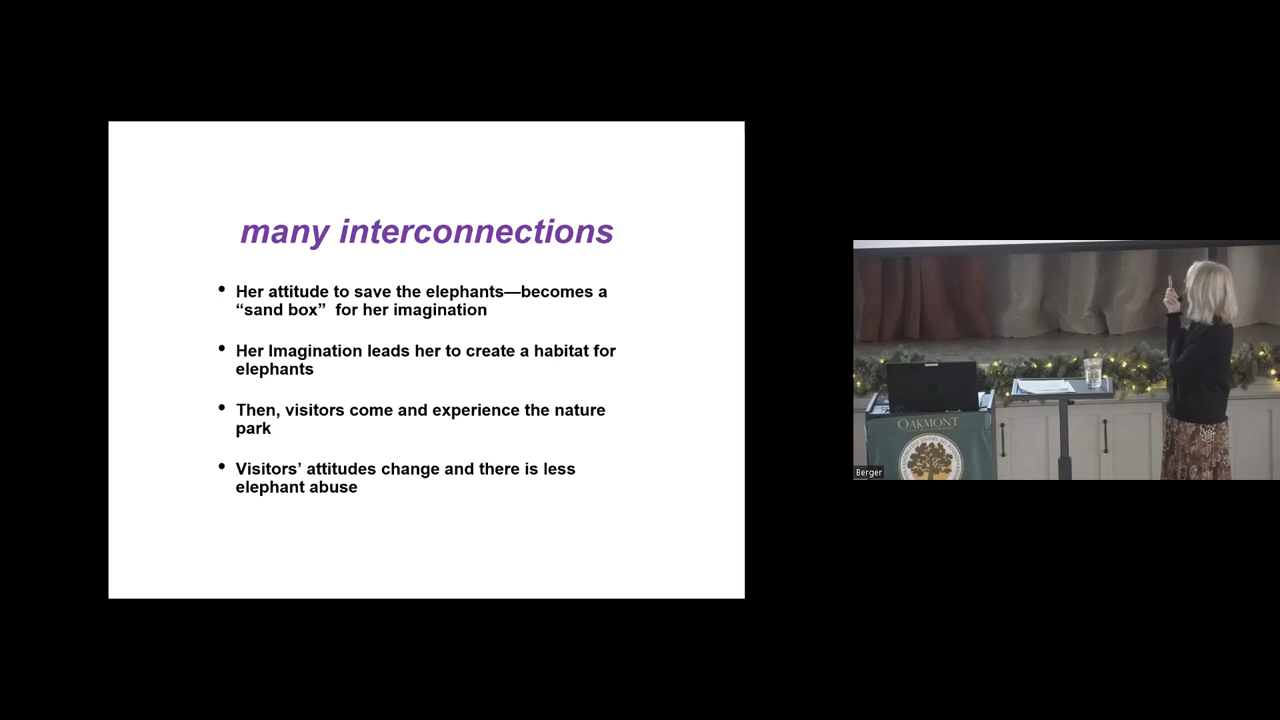 many interconnections
• Her attitude to save the elephants—becomes a
“sand box”  for her imagination
• Her Imagination leads her to create a habitat for
elephants
• Then, visitors come and experience the nature
park
• Visitors’ attitudes change and there is less
elephant abuse
OAKMONT
Berger